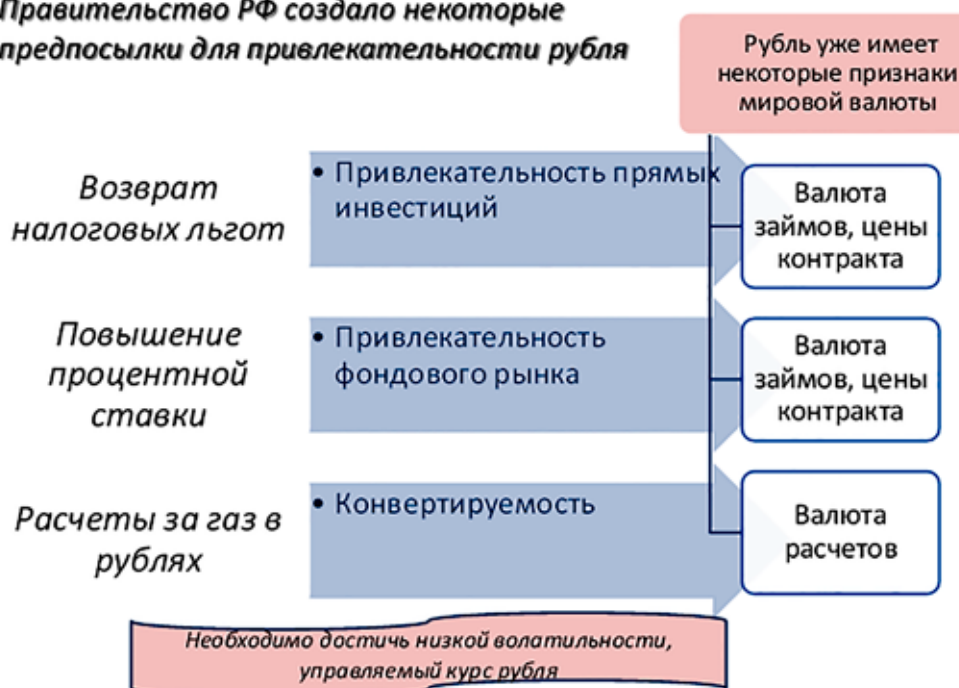 Правительство РФ создало некоторые
предпосылки для привлекательности рубля
Рубль уже имеет
некоторые признаки
мировой валюты
Возврат
налоговых льгот
• Привлекательность прямых
инвестиций
Валюта
займов, цены
контракта
Повышение
процентной
ставки
• Привлекательность
фондового рынка
Валюта
займов, цены
контракта
Расчеты за газ в
рублях
• Конвертируемость
Валюта
расчетов
Необходимо достичь низкой волатильности,
управляемый курс рубля